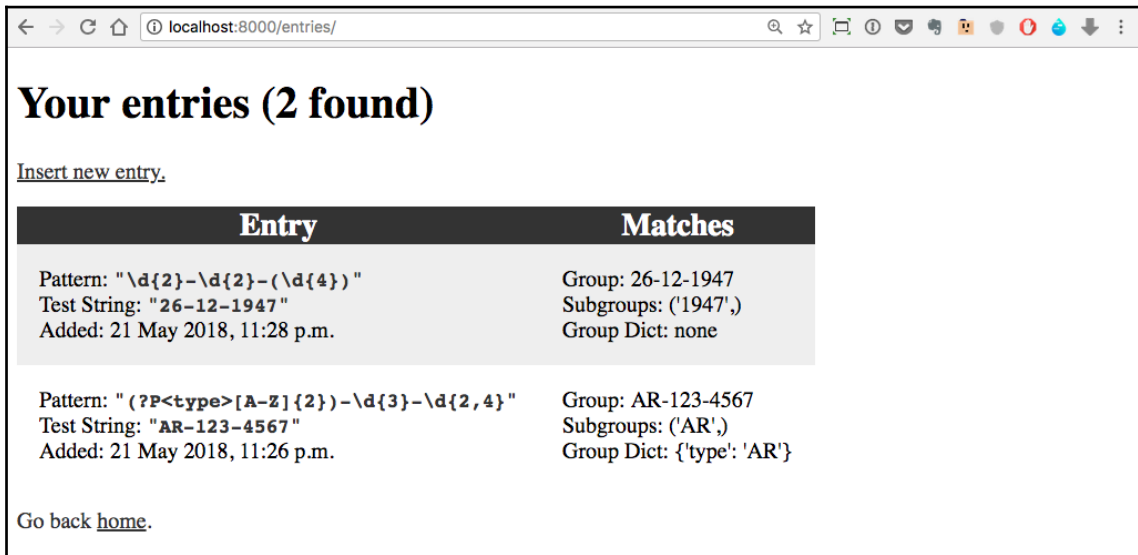 localhost:8000/entries/
Your entries (2 found)
Insert new entry.
Entry Matches
Pattern: "\d{2}-\d{2}-(\d{4})" Group: 26-12-1947
Test String: "26-12-1947" Subgroups: ('1947',)
Added: 21 May 2018, 11:28 p.m. Group Dict: none
Pattern: "(?P<type>[A-Z]{2})-\d{3}-\d{2,4}" Group: AR-123-4567
Test String: "AR-123-4567" Subgroups: ('AR',)
Added: 21 May 2018, 11:26 p.m. Group Dict: {'type': 'AR'}
Go back home.